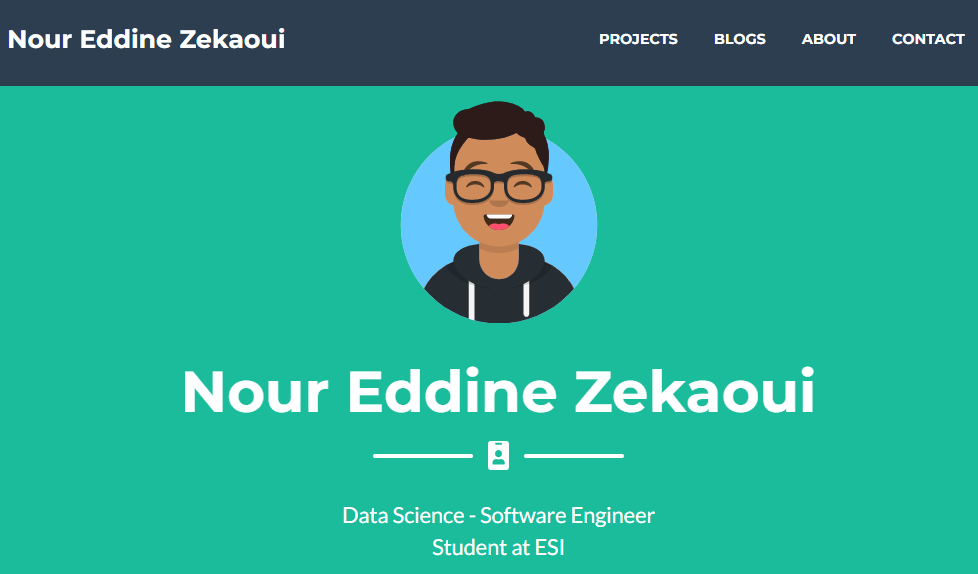 Nour Eddine Zekaoui
PROJECTS BLOGS ABOUT CONTACT
Nour Eddine Zekaoui
Data Science - Software Engineer
Student at ESI